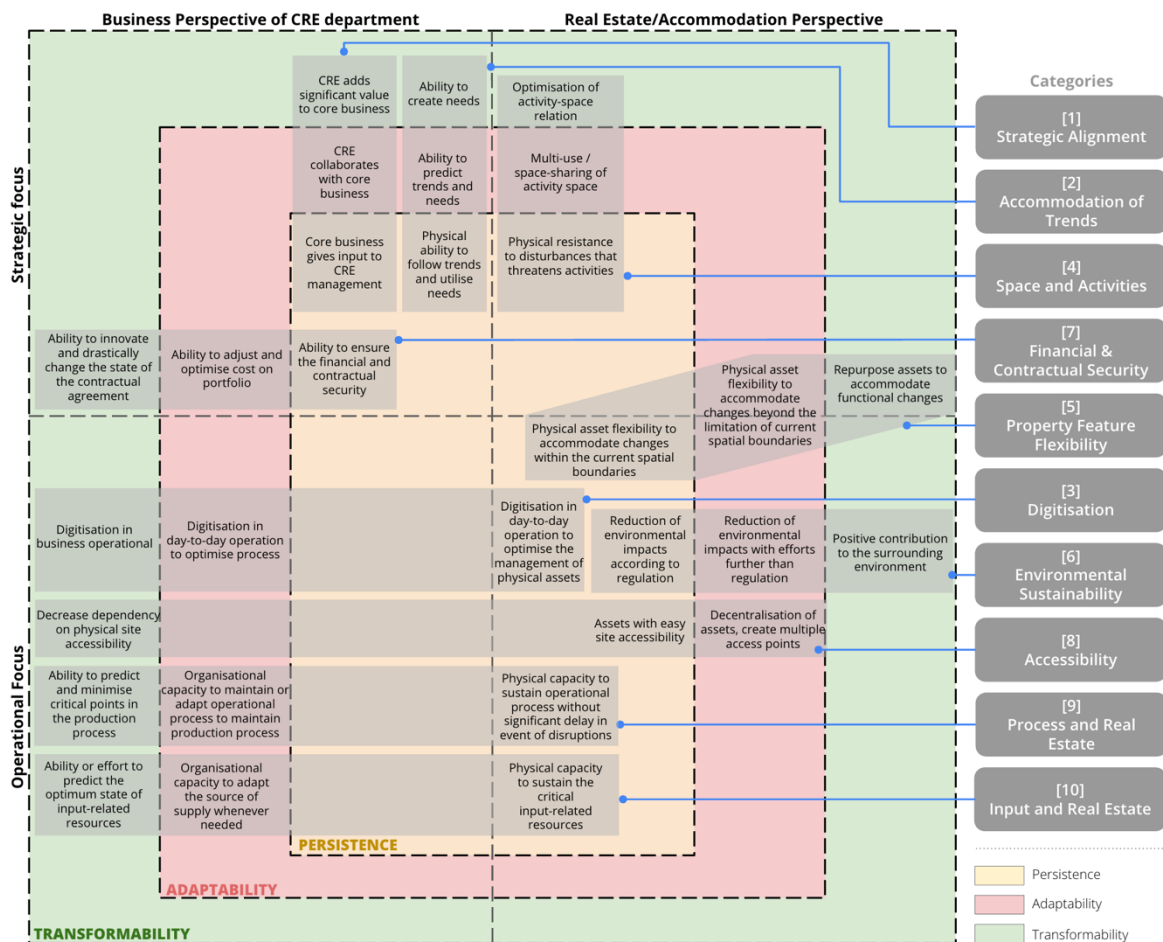 Business Perspective of CRE department
Real Estate/Accommodation Perspective
Strategic focus
Operational Focus
CRE adds
significant value
to core business
Ability to
create needs
Optimisation of
activity-space
relation
CRE
collaborates
with core
business
Ability to
predict
trends and
needs
Multi-use /
space-sharing of
activity space
Core business
gives input to
CRE
management
Physical
ability to
follow trends
and utilise
needs
Physical resistance
to disturbances that
threatens activities
Ability to innovate
and drastically
change the state of
the contractual
agreement
Ability to adjust and
optimise cost on
portfolio
Ability to ensure
the financial and
contractual
security
Physical asset flexibility to
accommodate changes
within the current spatial
boundaries
Physical asset
flexibility to
accommodate
changes beyond the
limitation of current
spatial boundaries
Repurpose assets to
accommodate
functional changes
Digitisation in
business operational
Digitisation in
day-to-day operation
to optimise process
Digitisation in
day-to-day
operation to
optimise the
management of
physical assets
Reduction of
environmental
impacts
according to
regulation
Reduction of
environmental
impacts with efforts
further than
regulation
Positive contribution
to the surrounding
environment
Decrease dependency
on physical site
accessibility
Assets with easy
site accessibility
Decentralisation of
assets, create multiple
access points
Ability to predict
and minimise
critical points in
the production
process
Organisational
capacity to maintain or
adapt operational
process to maintain
production process
Physical capacity to
sustain operational
process without
significant delay in
event of disruptions
Ability or effort to
predict the
optimum state of
input-related
resources
Organisational
capacity to adapt
the source of
supply whenever
needed
Physical capacity
to sustain the
critical
input-related
resources
PERSISTENCE
ADAPTABILITY
TRANSFORMABILITY
Categories
[1]
Strategic Alignment
[2]
Accommodation of
Trends
[4]
Space and Activities
[7]
Financial &
Contractual Security
[5]
Property Feature
Flexibility
[3]
Digitisation
[6]
Environmental
Sustainability
[8]
Accessibility
[9]
Process and Real
Estate
[10]
Input and Real Estate
Persistence
Adaptability
Transformability